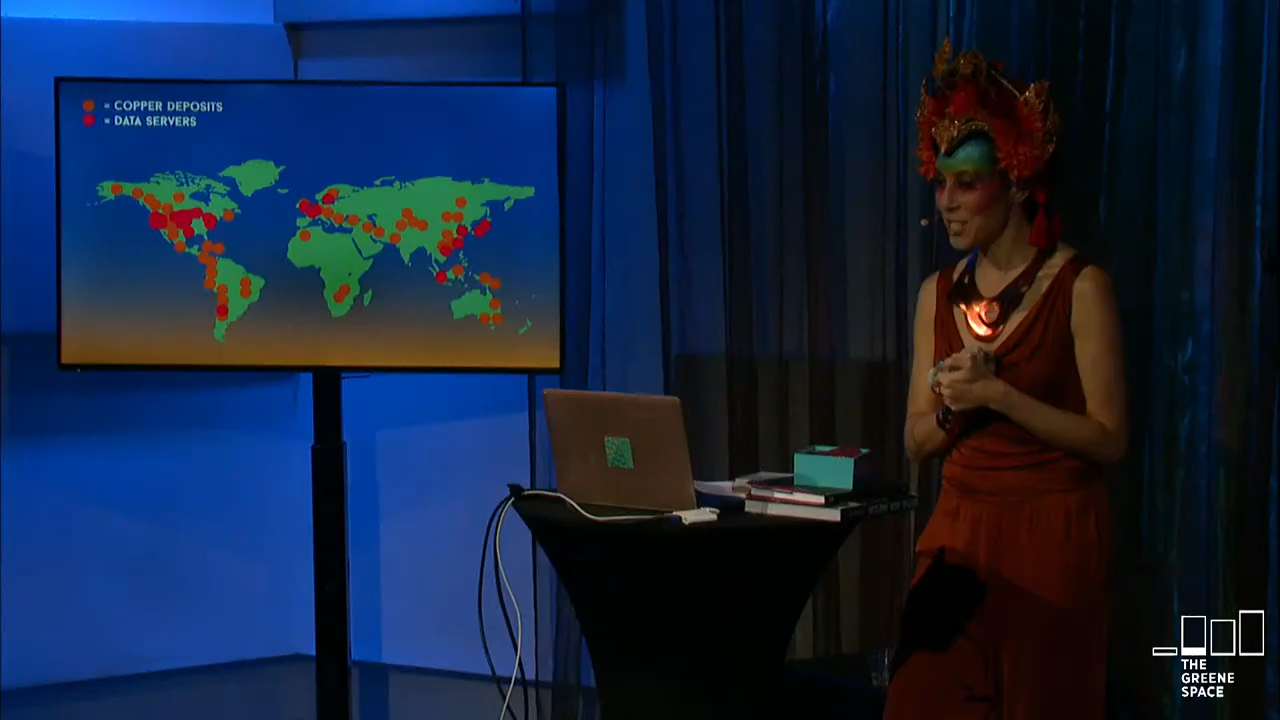 = COPPER DEPOSITS
= DATA SERVERS
THE
GREENE
SPACE